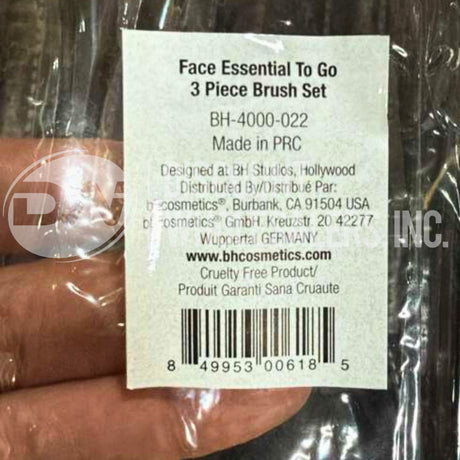 Face Essential To Go
3 Piece Brush Set
BH-4000-022
Made in PRC
Designed at BH Studios, Hollywood
Distributed By/Distribué Par:
bhcosmetics®, Burbank, CA 91504 USA
bhcosmetics® GmbH. Kreuzstr. 20 42277
Wuppertal GERMANY
www.bhcosmetics.com
Cruelty Free Product/
Produit Garanti Sana Cruaute
8 49953 00618 5
INC.